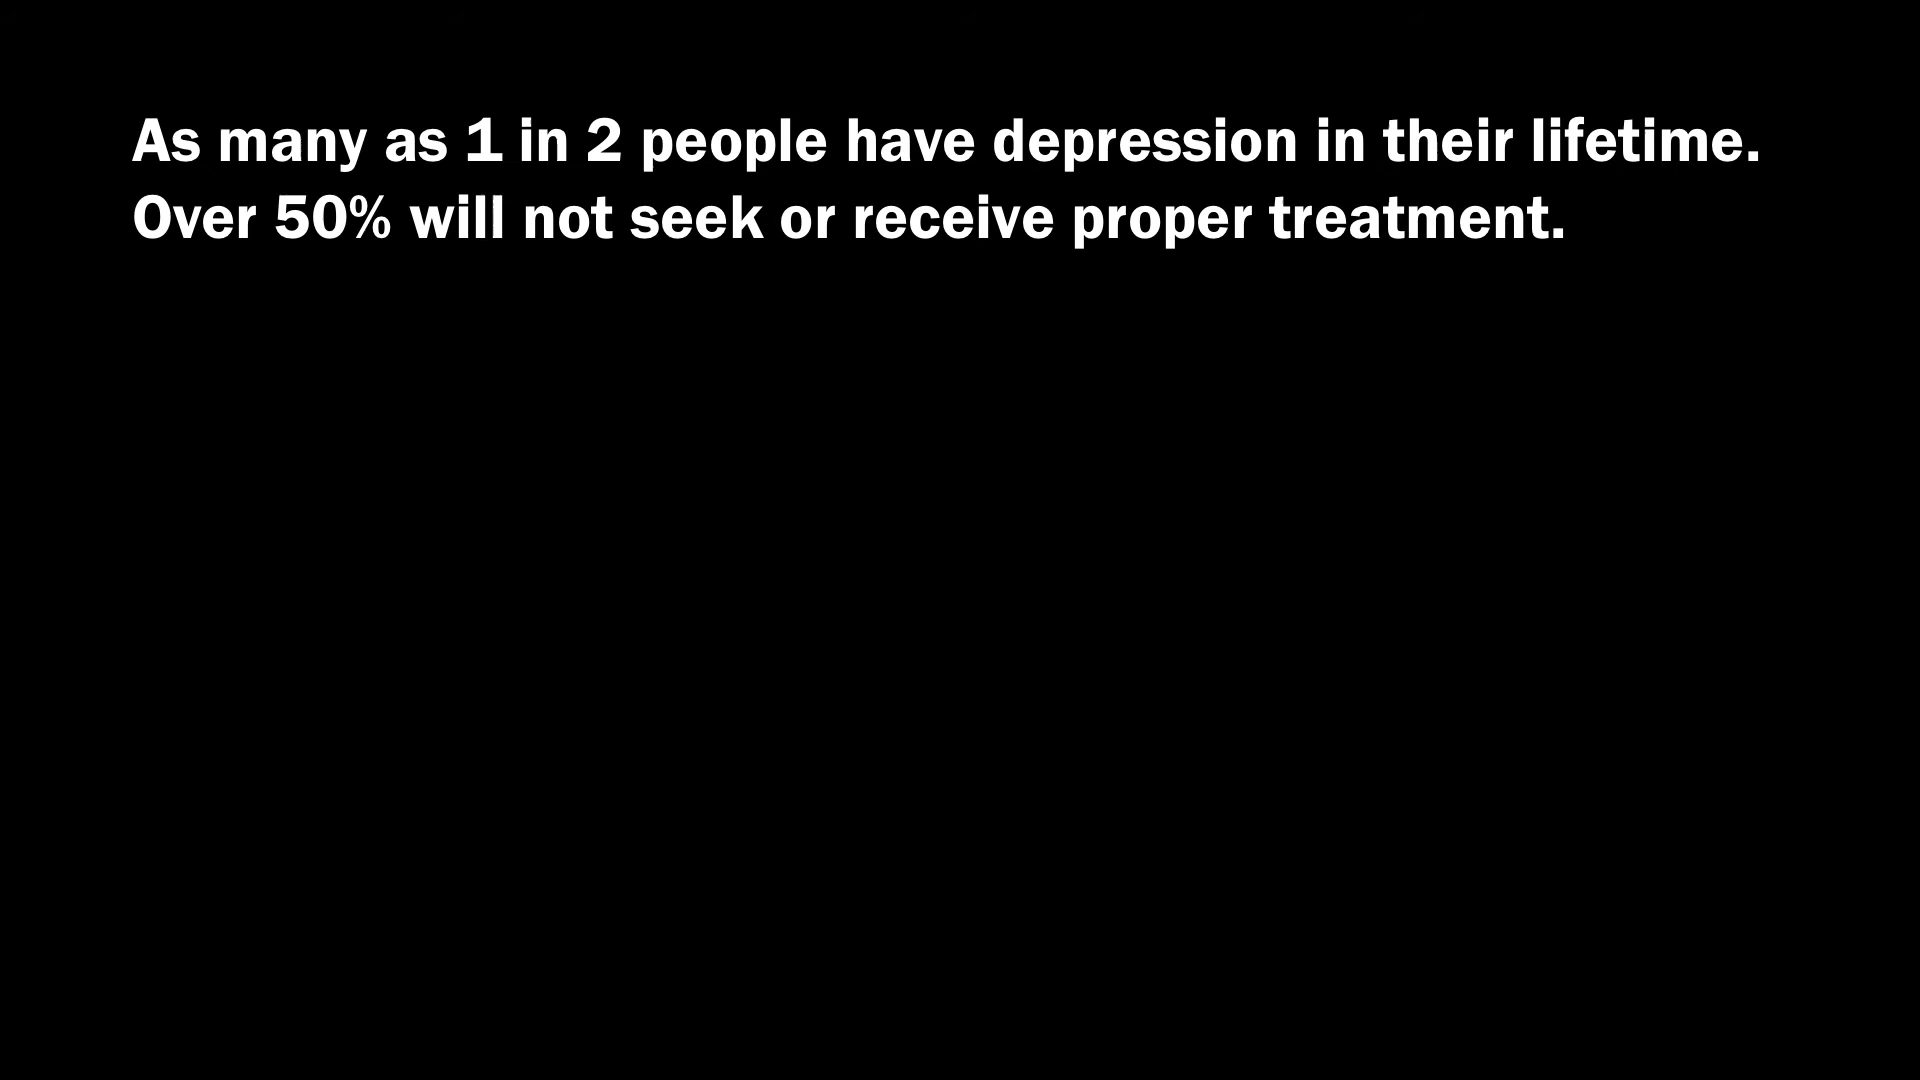 As many as 1 in 2 people have depression in their lifetime.
Over 50% will not seek or receive proper treatment.